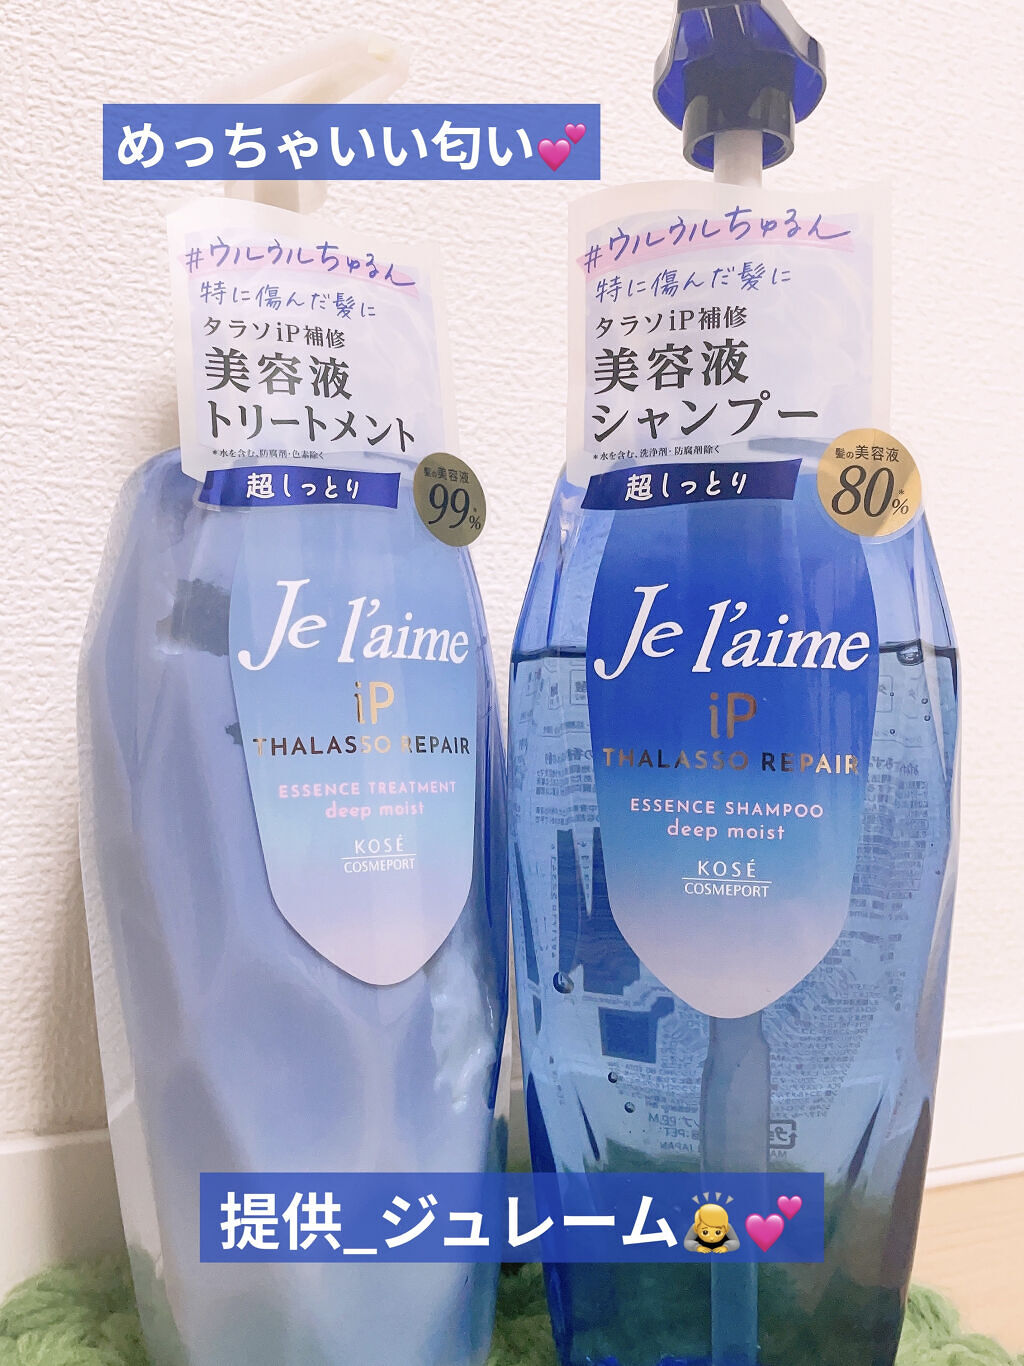 めっちゃいい匂い💕
#ウルウルちゅるん
特に傷んだ髪に
タラソiP補修
美容液
トリートメント
*水を含む、防腐剤・色素除く
超しっとり
髪の美容液
99*%
Je l'aime
iP
THALASSO REPAIR
ESSENCE TREATMENT
deep moist
KOSÉ
COSMEPORT
#ウルウルちゅるん
特に傷んだ髪に
タラソiP補修
美容液
シャンプー
*水を含む、洗浄剤・防腐剤除く
超しっとり
髪の美容液
80*%
Je l'aime
iP
THALASSO REPAIR
ESSENCE SHAMPOO
deep moist
KOSÉ
COSMEPORT
提供_ジュレーム🙇💕